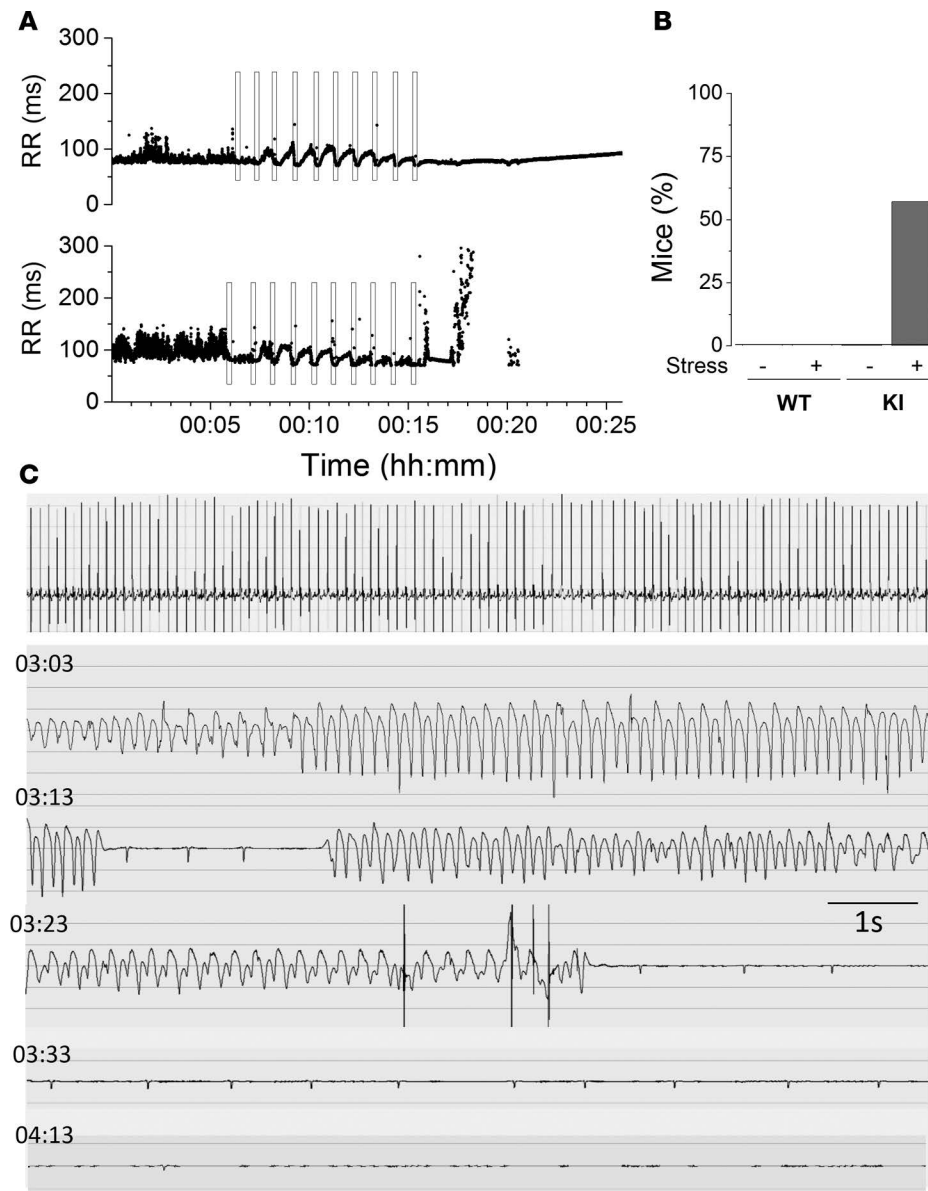 A
300
200
100
0
RR (ms)
300
200
100
0
RR (ms)
00:05 00:10 00:15 00:20 00:25
Time (hh:mm)
B
100
75
50
25
0
Mice (%)
Stress - + - +
WT KI
C
03:03
03:13
1s
03:23
03:33
04:13